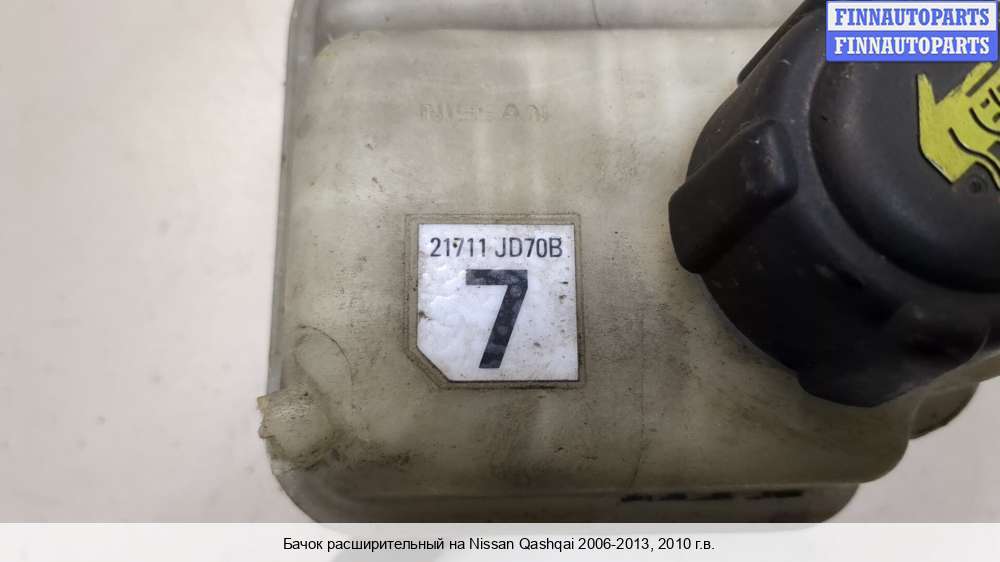 FINNAUTOPARTS
FINNAUTOPARTS
NISSAN
21711 JD70B
7
Бачок расширительный на Nissan Qashqai 2006-2013, 2010 г.в.